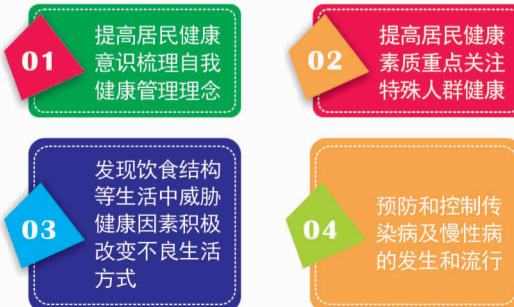 01
提高居民健康
意识梳理自我
健康管理理念
02
提高居民健康
素质重点关注
特殊人群健康
03
发现饮食结构
等生活中威胁
健康因素积极
改变不良生活
方式
04
预防和控制传
染病及慢性病
的发生和流行